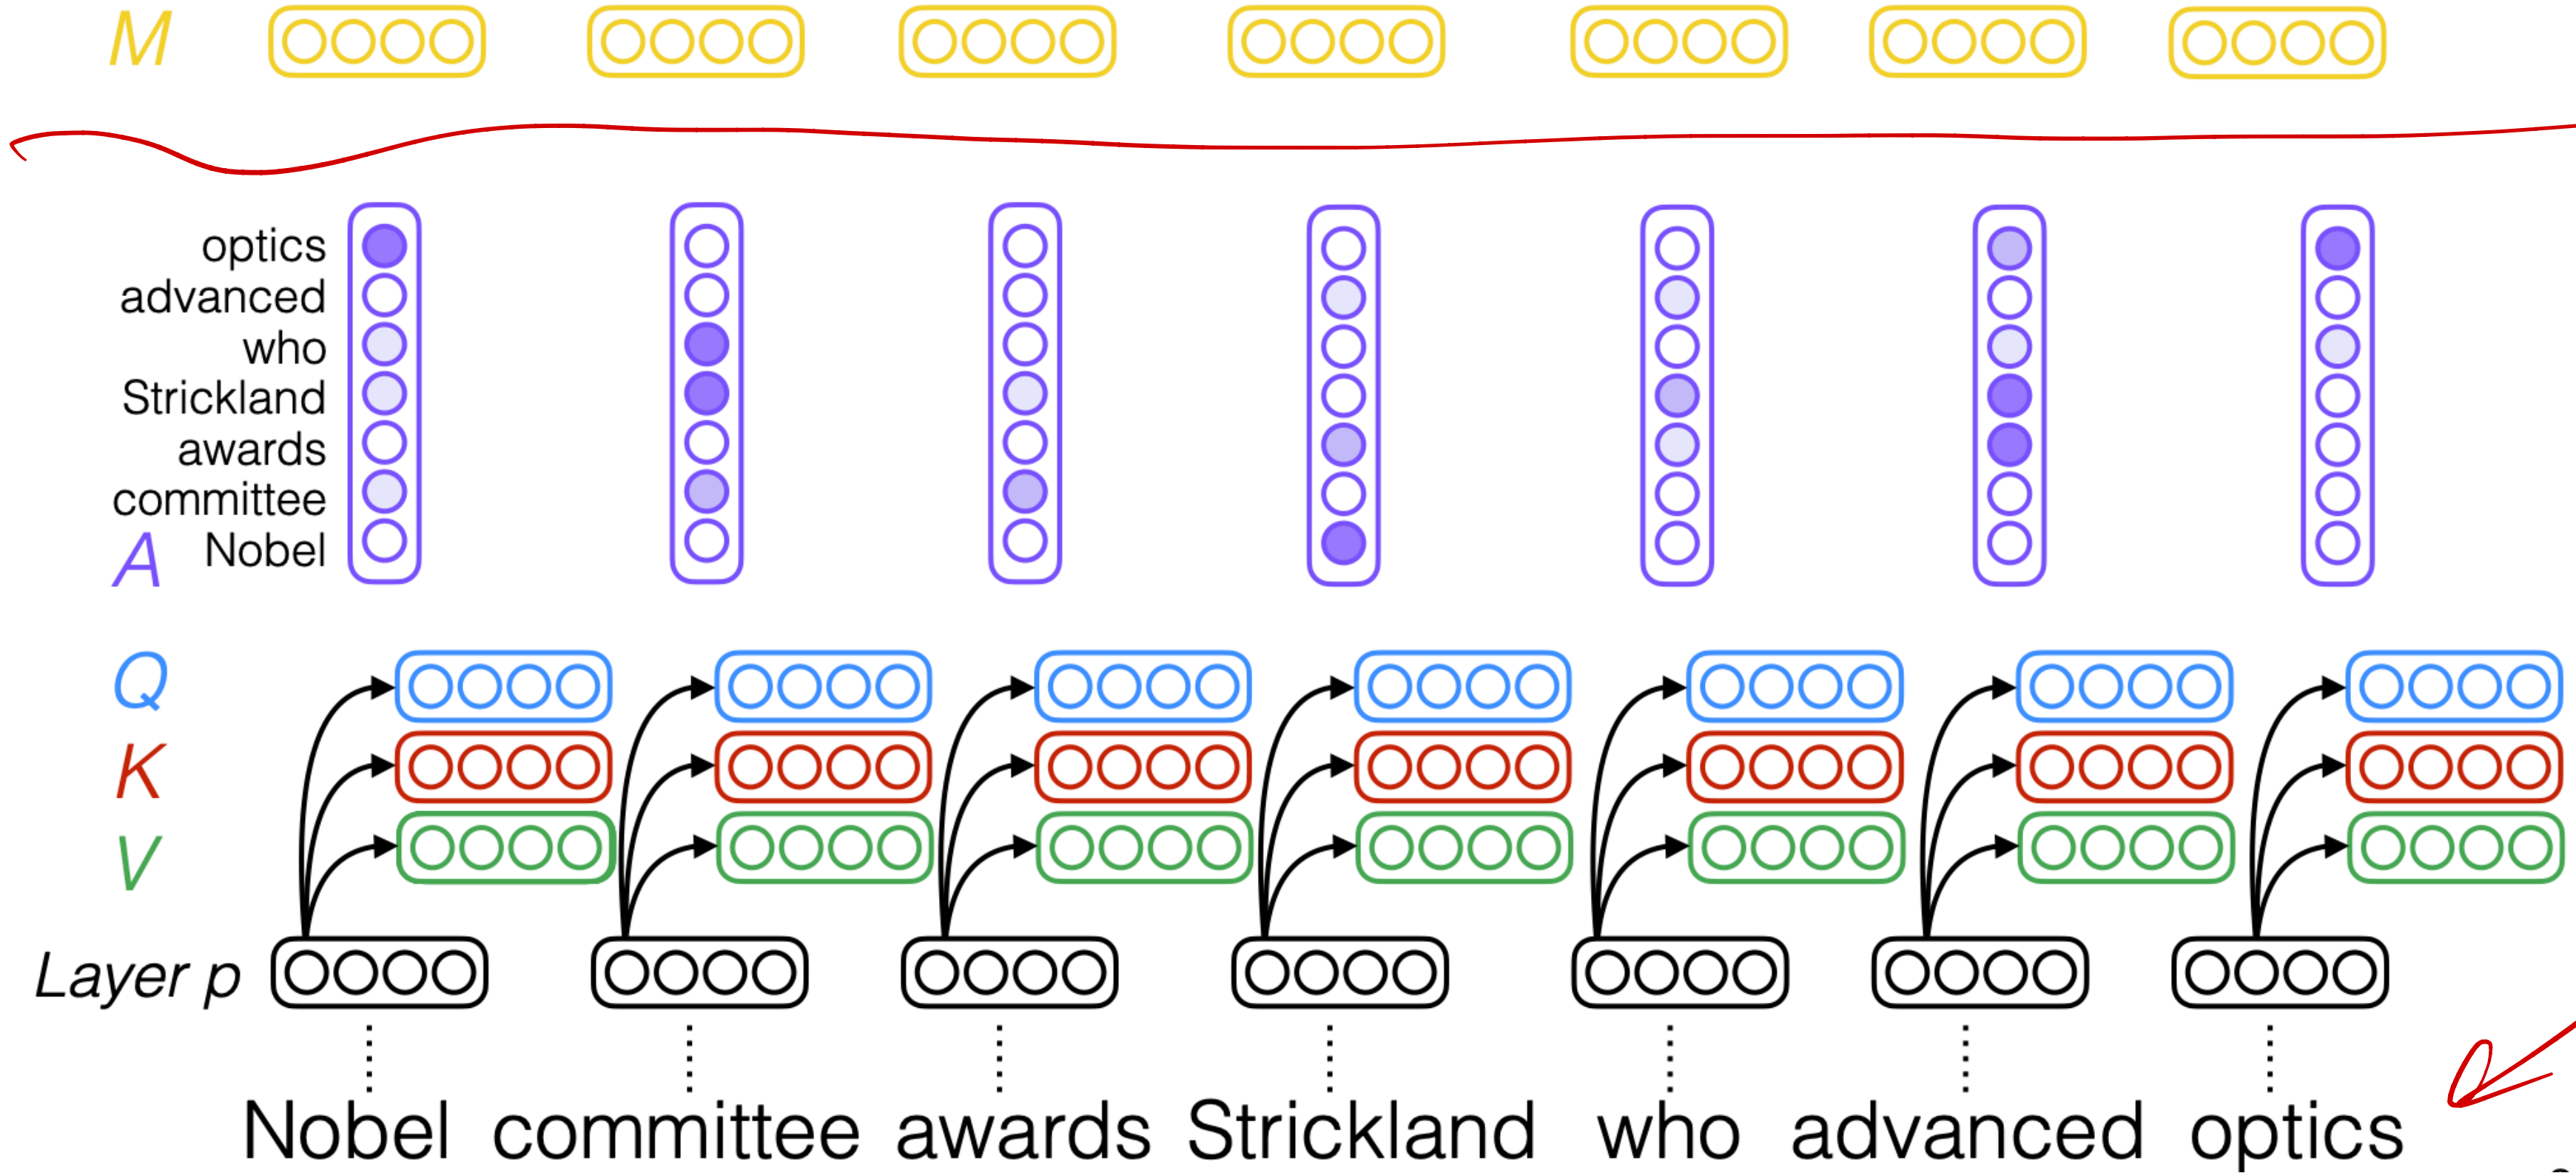 M
optics
advanced
who
Strickland
awards
committee
A Nobel
Q
K
V
Layer p
Nobel committee awards Strickland who advanced optics